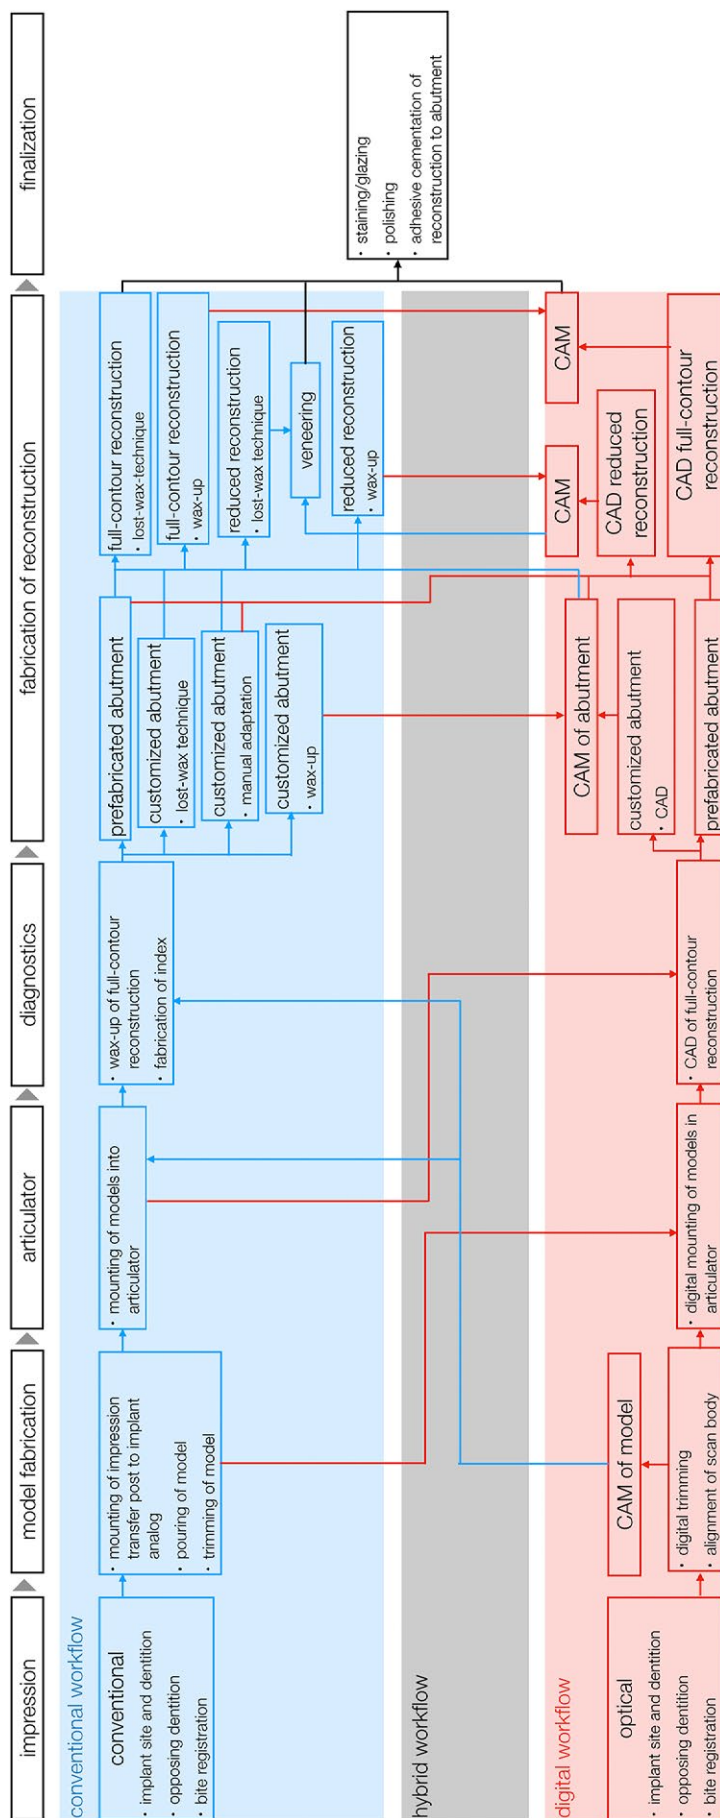 impression
model fabrication
articulator
diagnostics
fabrication of reconstruction
finalization
conventional workflow
conventional
• implant site and dentition
• opposing dentition
• bite registration
• mounting of impression
transfer post to implant
analog
• pouring of model
• trimming of model
• mounting of models into
articulator
• wax-up of full-contour
reconstruction
• fabrication of index
prefabricated abutment
customized abutment
• lost-wax technique
customized abutment
• manual adaptation
customized abutment
• wax-up
full-contour reconstruction
• lost-wax-technique
full-contour reconstruction
• wax-up
reduced reconstruction
• lost-wax technique
veneering
reduced reconstruction
• wax-up
• staining/glazing
• polishing
• adhesive cementation of
reconstruction to abutment
hybrid workflow
digital workflow
optical
• implant site and dentition
• opposing dentition
• bite registration
CAM of model
• digital trimming
• alignment of scan body
• digital mounting of models in
articulator
• CAD of full-contour
reconstruction
CAM of abutment
customized abutment
• CAD
prefabricated abutment
CAM
CAD reduced
reconstruction
CAM
CAD full-contour
reconstruction